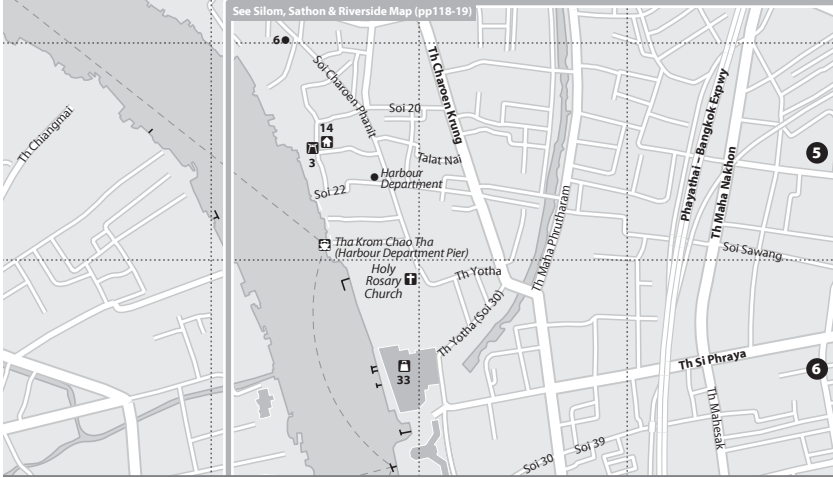 See Silom, Sathon & Riverside Map (pp118-19)
6
Soi Charoen Phanit
Th Charoen Krung
Phayathai – Bangkok Expwy
Th Chiangmai
Soi 20
14
3
Talat Nai
5
Harbour
Department
Soi 22
Th Maha Phrutharam
Th Maha Nakhon
Tha Krom Chao Tha
(Harbour Department Pier)
Soi Sawang
Holy
Rosary
Church
Th Yotha
Th Yotha (Soi 30)
33
Th Si Phraya
6
Th Mahesak
Soi 39
Soi 30